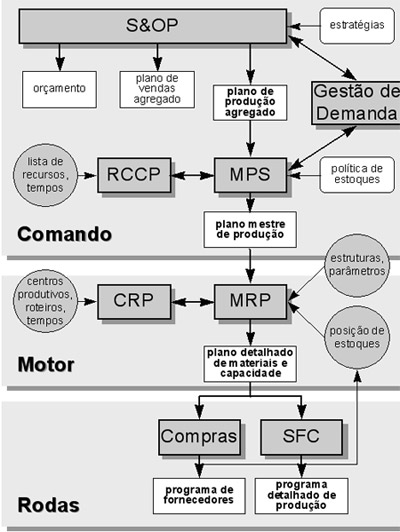 S&OP
estratégias
orçamento
plano de
vendas
agregado
plano de
produção
agregado
Gestão de
Demanda
lista de
recursos,
tempos
RCCP
MPS
política de
estoques
Comando
plano mestre
de produção
estruturas,
parâmetros
centros
produtivos,
roteiros,
tempos
CRP
MRP
posição de
estoques
Motor
plano detalhado
de materiais e
capacidade
Compras
SFC
Rodas
programa de
fornecedores
programa
detalhado de
produção